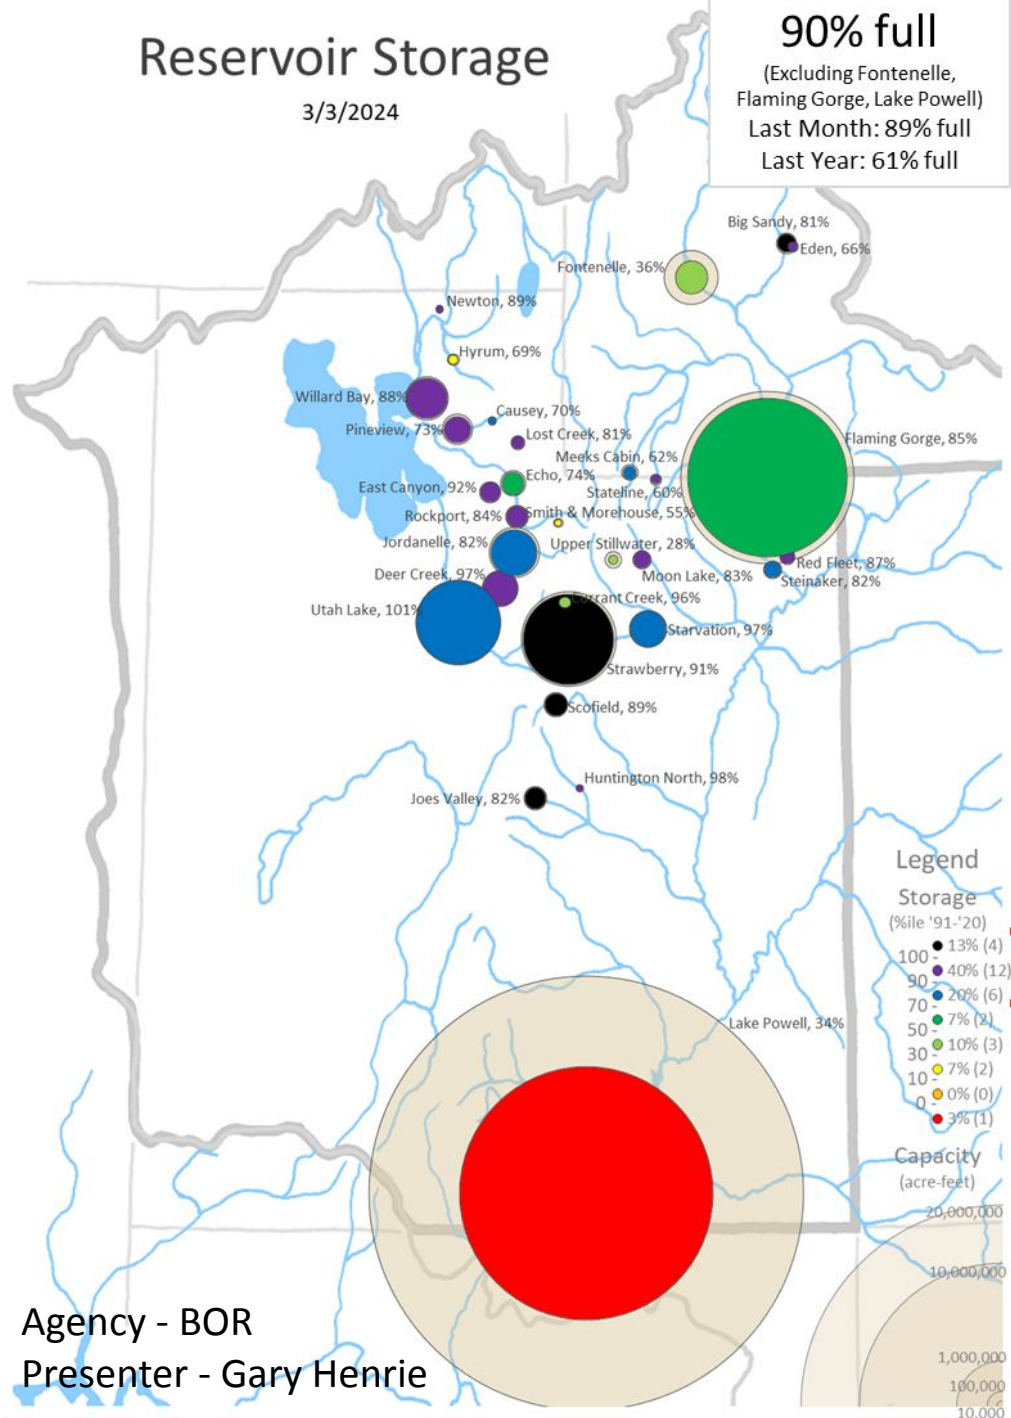 Reservoir Storage
3/3/2024
90% full
(Excluding Fontenelle,
Flaming Gorge, Lake Powell)
Last Month: 89% full
Last Year: 61% full
Big Sandy, 81%
Eden, 66%
Fontenelle, 36%
Newton, 89%
Hyrum, 69%
Willard Bay, 88%
Causey, 70%
Pineview, 73%
Lost Creek, 81%
Flaming Gorge, 85%
Meeks Cabin, 62%
Echo, 74%
East Canyon, 92%
Stateline, 60%
Rockport, 84%
Smith & Morehouse, 55%
Jordanelle, 82%
Upper Stillwater, 28%
Red Fleet, 87%
Deer Creek, 97%
Moon Lake, 83%
Steinaker, 82%
Currant Creek, 96%
Utah Lake, 101%
Starvation, 97%
Strawberry, 91%
Scofield, 89%
Huntington North, 98%
Joes Valley, 82%
Lake Powell, 34%
Legend
Storage
(%ile '91-'20)
13% (4)
100 -
40% (12)
90 -
20% (6)
70 -
7% (2)
50 -
10% (3)
30 -
7% (2)
10 -
0% (0)
0 -
3% (1)
Capacity
(acre-feet)
20,000,000
10,000,000
1,000,000
100,000
10,000
Agency - BOR
Presenter - Gary Henrie